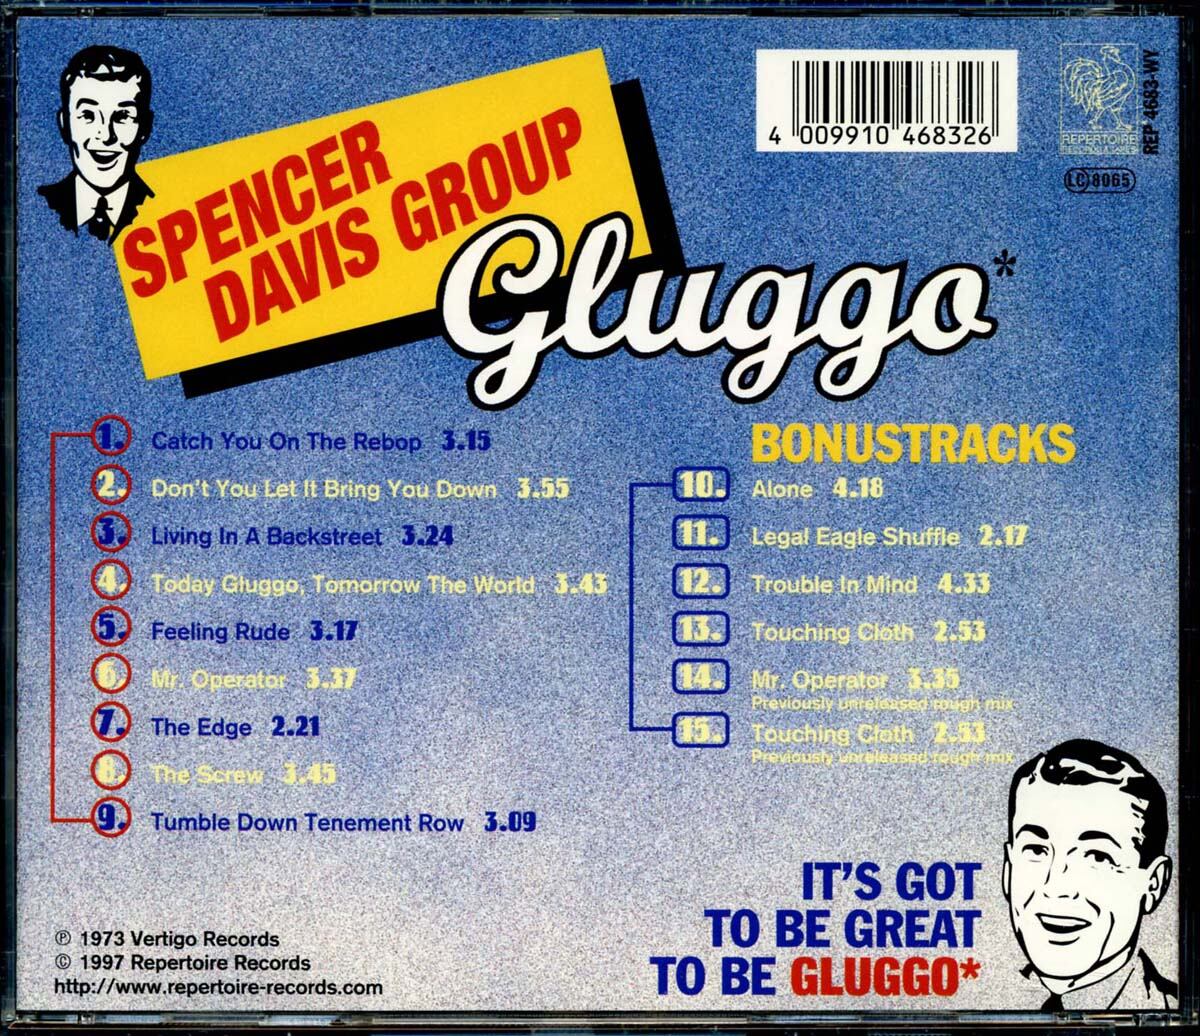 SPENCER
DAVIS GROUP
Gluggo*
4 009910 468326
REPERTOIRE
RECORDS & TAPES
REP 4683-WY
LC 8065
1. Catch You On The Rebop 3.15
2. Don't You Let It Bring You Down 3.55
3. Living In A Backstreet 3.24
4. Today Gluggo, Tomorrow The World 3.43
5. Feeling Rude 3.17
6. Mr. Operator 3.37
7. The Edge 2.21
8. The Screw 3.45
9. Tumble Down Tenement Row 3.09
BONUSTRACKS
10. Alone 4.18
11. Legal Eagle Shuffle 2.17
12. Trouble In Mind 4.33
13. Touching Cloth 2.53
14. Mr. Operator 3.35
Previously unreleased rough mix
15. Touching Cloth 2.53
Previously unreleased rough mix
IT'S GOT
TO BE GREAT
TO BE GLUGGO*
℗ 1973 Vertigo Records
© 1997 Repertoire Records
http://www.repertoire-records.com